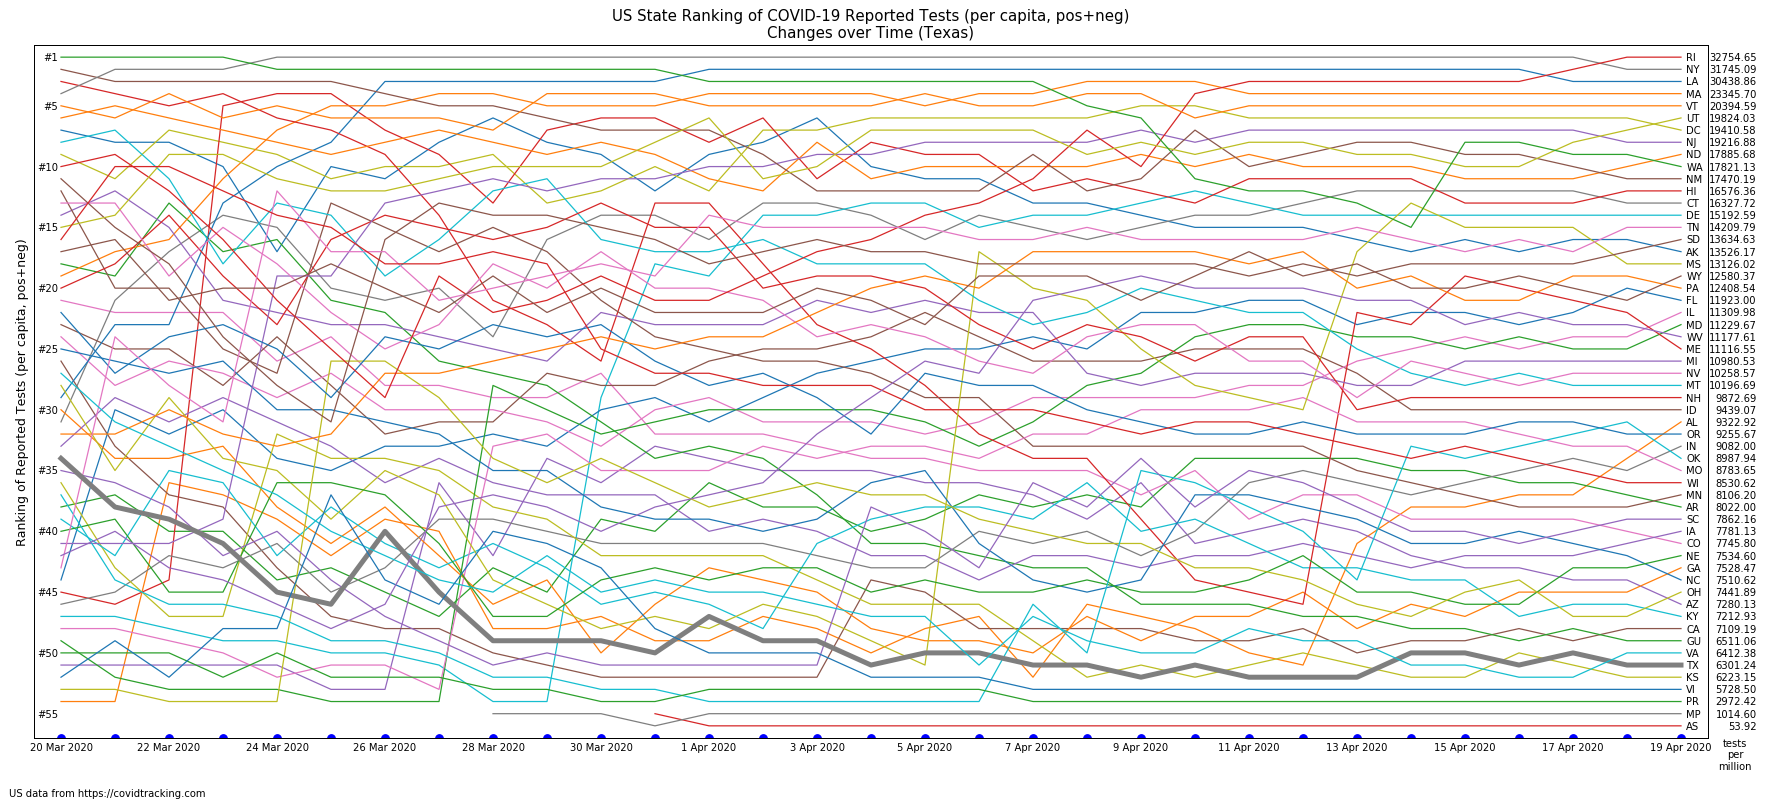 US State Ranking of COVID-19 Reported Tests (per capita, pos+neg)
Changes over Time (Texas)
Ranking of Reported Tests (per capita, pos+neg)
#1
#5
#10
#15
#20
#25
#30
#35
#40
#45
#50
#55
RI 32754.65
NY 31745.09
LA 30438.86
MA 23345.70
VT 20394.59
UT 19824.03
DC 19410.58
NJ 19216.88
ND 17885.68
WA 17821.13
NM 17470.19
HI 16576.36
CT 16327.72
DE 15192.59
TN 14209.79
SD 13634.63
AK 13526.17
MS 13126.02
WY 12580.37
PA 12408.54
FL 11923.00
IL 11309.98
MD 11229.67
WV 11177.61
ME 11116.55
MI 10980.53
NV 10258.57
MT 10196.69
NH 9872.69
ID 9439.07
AL 9322.92
OR 9255.67
IN 9082.00
OK 8987.94
MO 8783.65
WI 8530.62
MN 8106.20
AR 8022.00
SC 7862.16
IA 7781.13
CO 7745.80
NE 7534.60
GA 7528.47
NC 7510.62
OH 7441.89
AZ 7280.13
KY 7212.93
CA 7109.19
GU 6511.06
VA 6412.38
TX 6301.24
KS 6223.15
VI 5728.50
PR 2972.42
MP 1014.60
AS 53.92
20 Mar 2020 22 Mar 2020 24 Mar 2020 26 Mar 2020 28 Mar 2020 30 Mar 2020 1 Apr 2020 3 Apr 2020 5 Apr 2020 7 Apr 2020 9 Apr 2020 11 Apr 2020 13 Apr 2020 15 Apr 2020 17 Apr 2020 19 Apr 2020
tests
per
million
US data from https://covidtracking.com